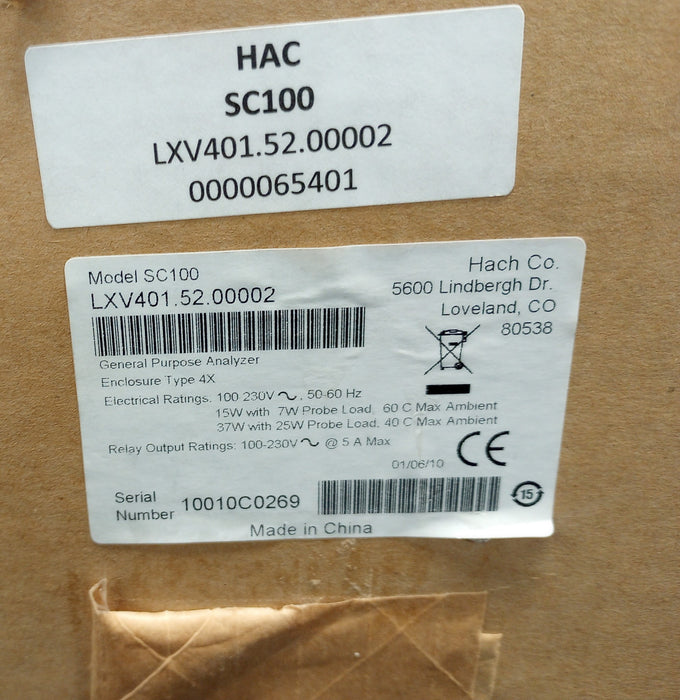 HAC
SC100
LXV401.52.00002
0000065401
Model SC100
LXV401.52.00002
Hach Co.
5600 Lindbergh Dr.
Loveland, CO
80538
General Purpose Analyzer
Enclosure Type 4X
Electrical Ratings: 100-230V ~, 50-60 Hz
15W with 7W Probe Load, 60 C Max Ambient
37W with 25W Probe Load, 40 C Max Ambient
Relay Output Ratings: 100-230V ~ @ 5 A Max
CE
01/06/10
Serial
Number
10010C0269
15
Made in China